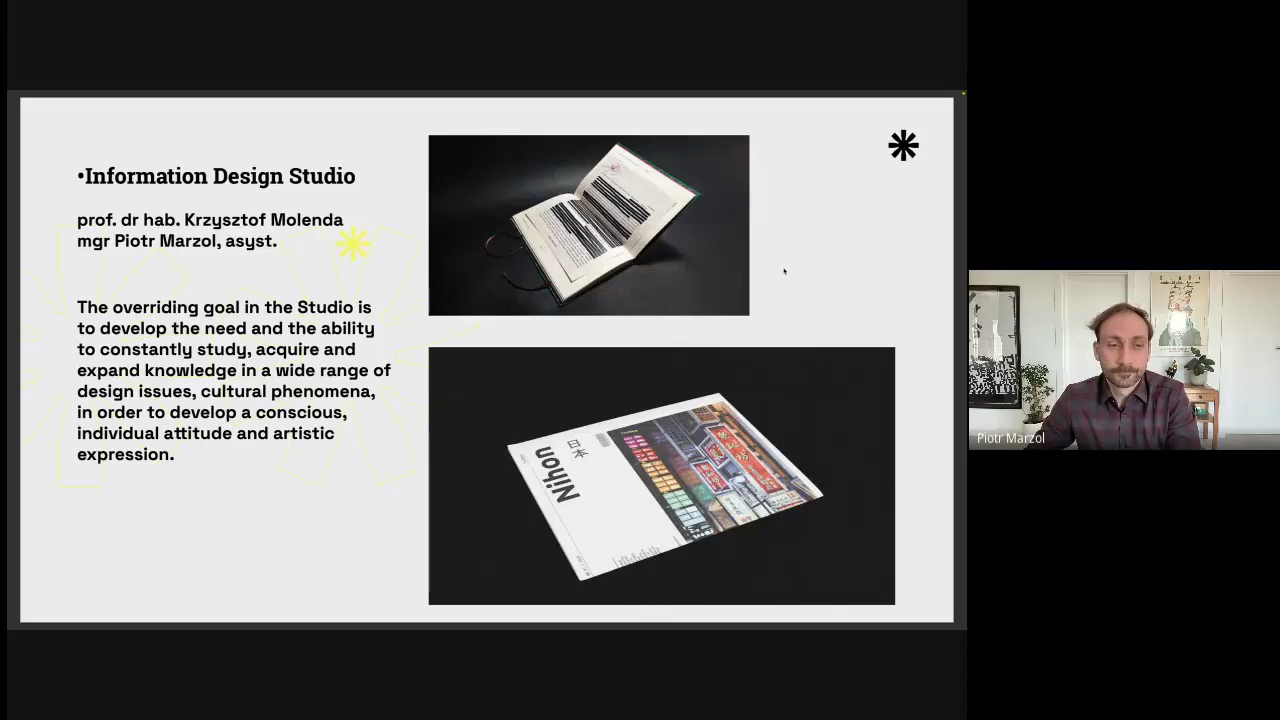 •Information Design Studio
prof. dr hab. Krzysztof Molenda
mgr Piotr Marzol, asyst.
The overriding goal in the Studio is
to develop the need and the ability
to constantly study, acquire and
expand knowledge in a wide range of
design issues, cultural phenomena,
in order to develop a conscious,
individual attitude and artistic
expression.
Nihon
日本
Piotr Marzol